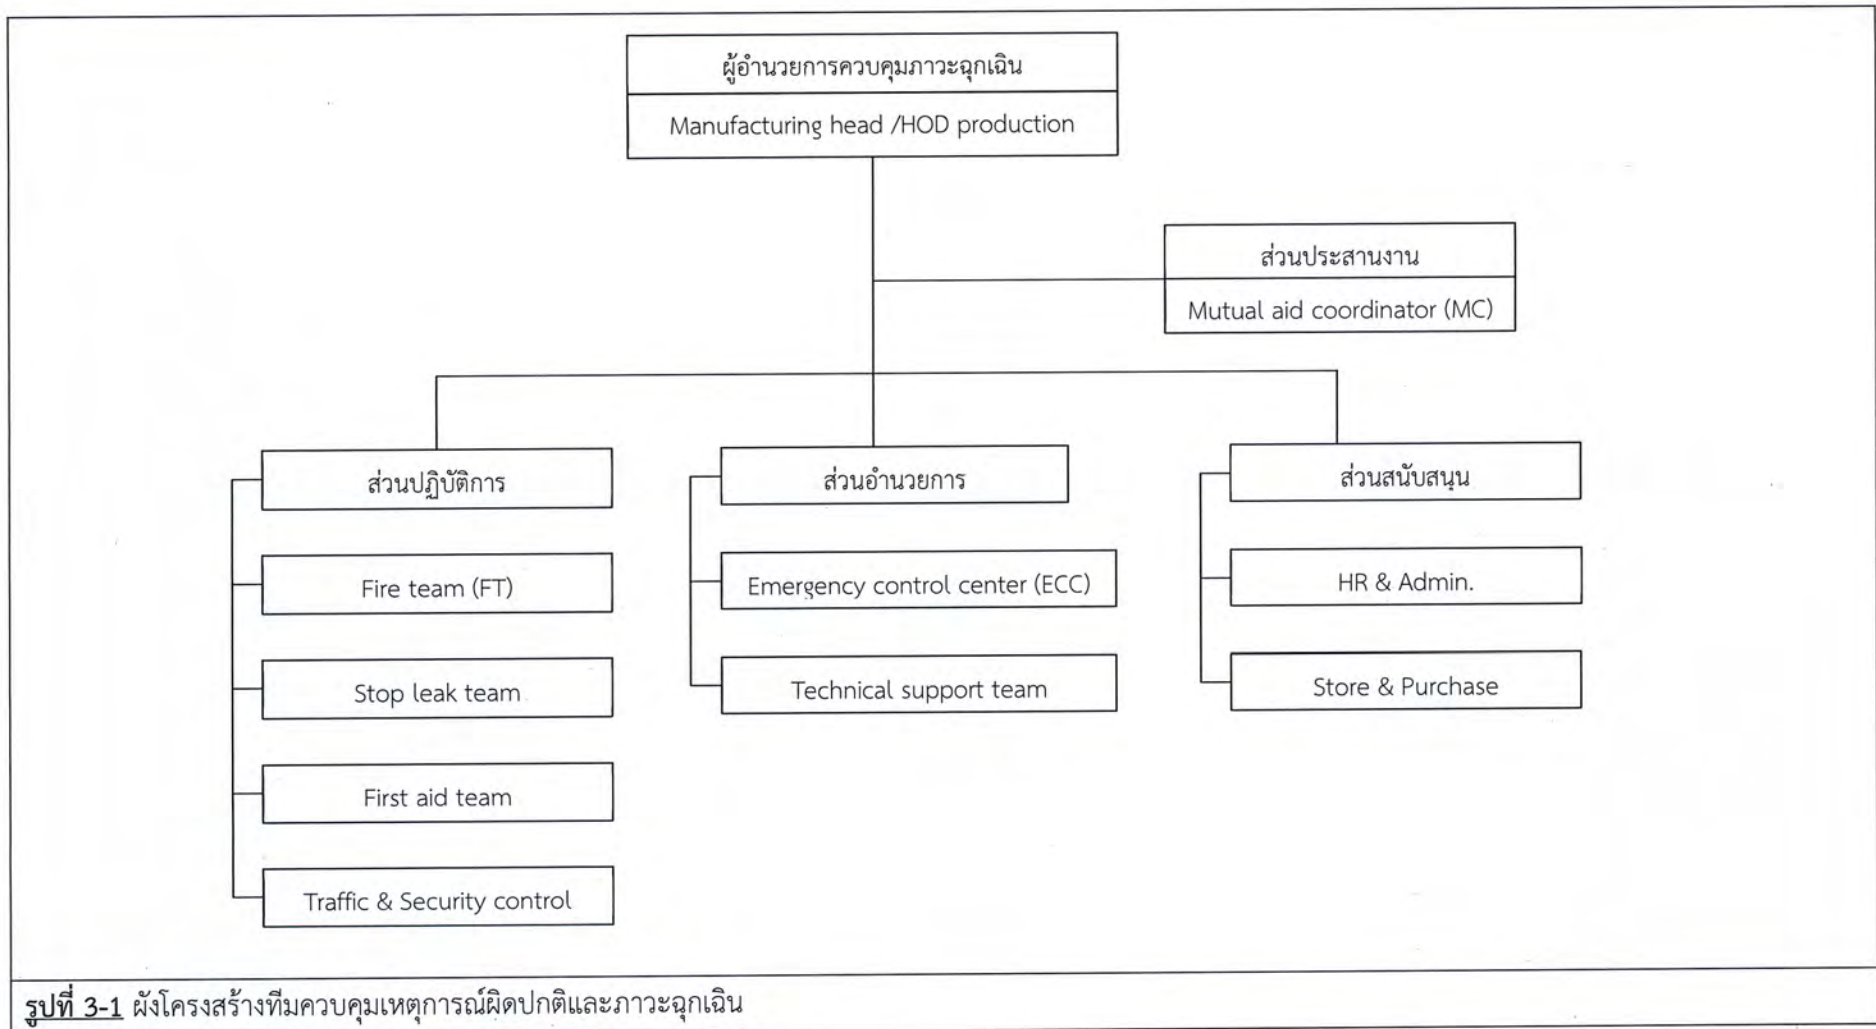 ผู้อำนวยการควบคุมภาวะฉุกเฉิน
Manufacturing head /HOD production
ส่วนประสานงาน
Mutual aid coordinator (MC)
ส่วนปฏิบัติการ
Fire team (FT)
Stop leak team
First aid team
Traffic & Security control
ส่วนอำนวยการ
Emergency control center (ECC)
Technical support team
ส่วนสนับสนุน
HR & Admin.
Store & Purchase
รูปที่ 3-1 ผังโครงสร้างทีมควบคุมเหตุการณ์ผิดปกติและภาวะฉุกเฉิน